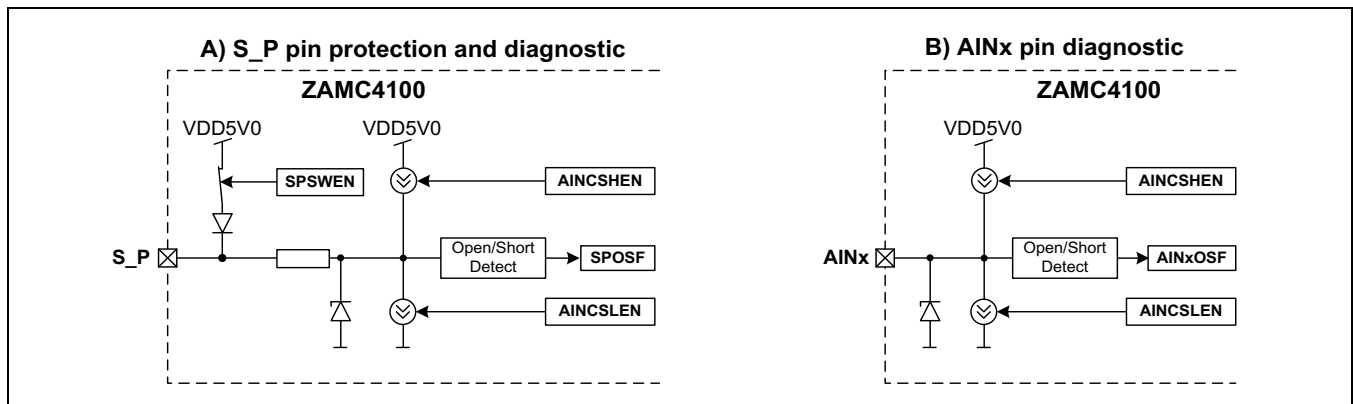 A) S_P pin protection and diagnostic
ZAMC4100
VDD5V0
VDD5V0
SPSWEN
AINCSHEN
S_P
Open/Short
Detect
SPOSF
AINCSLEN
B) AINx pin diagnostic
ZAMC4100
VDD5V0
AINCSHEN
AINx
Open/Short
Detect
AINxOSF
AINCSLEN